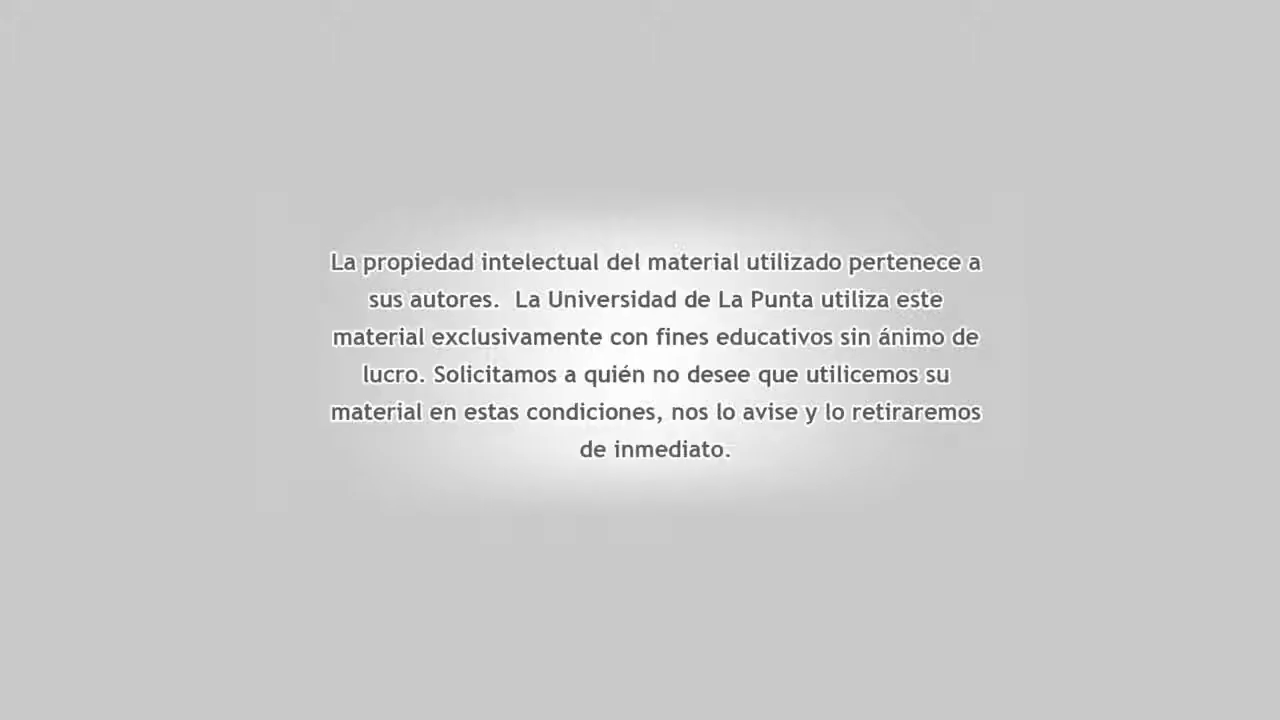 La propiedad intelectual del material utilizado pertenece a
sus autores.  La Universidad de La Punta utiliza este
material exclusivamente con fines educativos sin ánimo de
lucro. Solicitamos a quién no desee que utilicemos su
material en estas condiciones, nos lo avise y lo retiraremos
de inmediato.